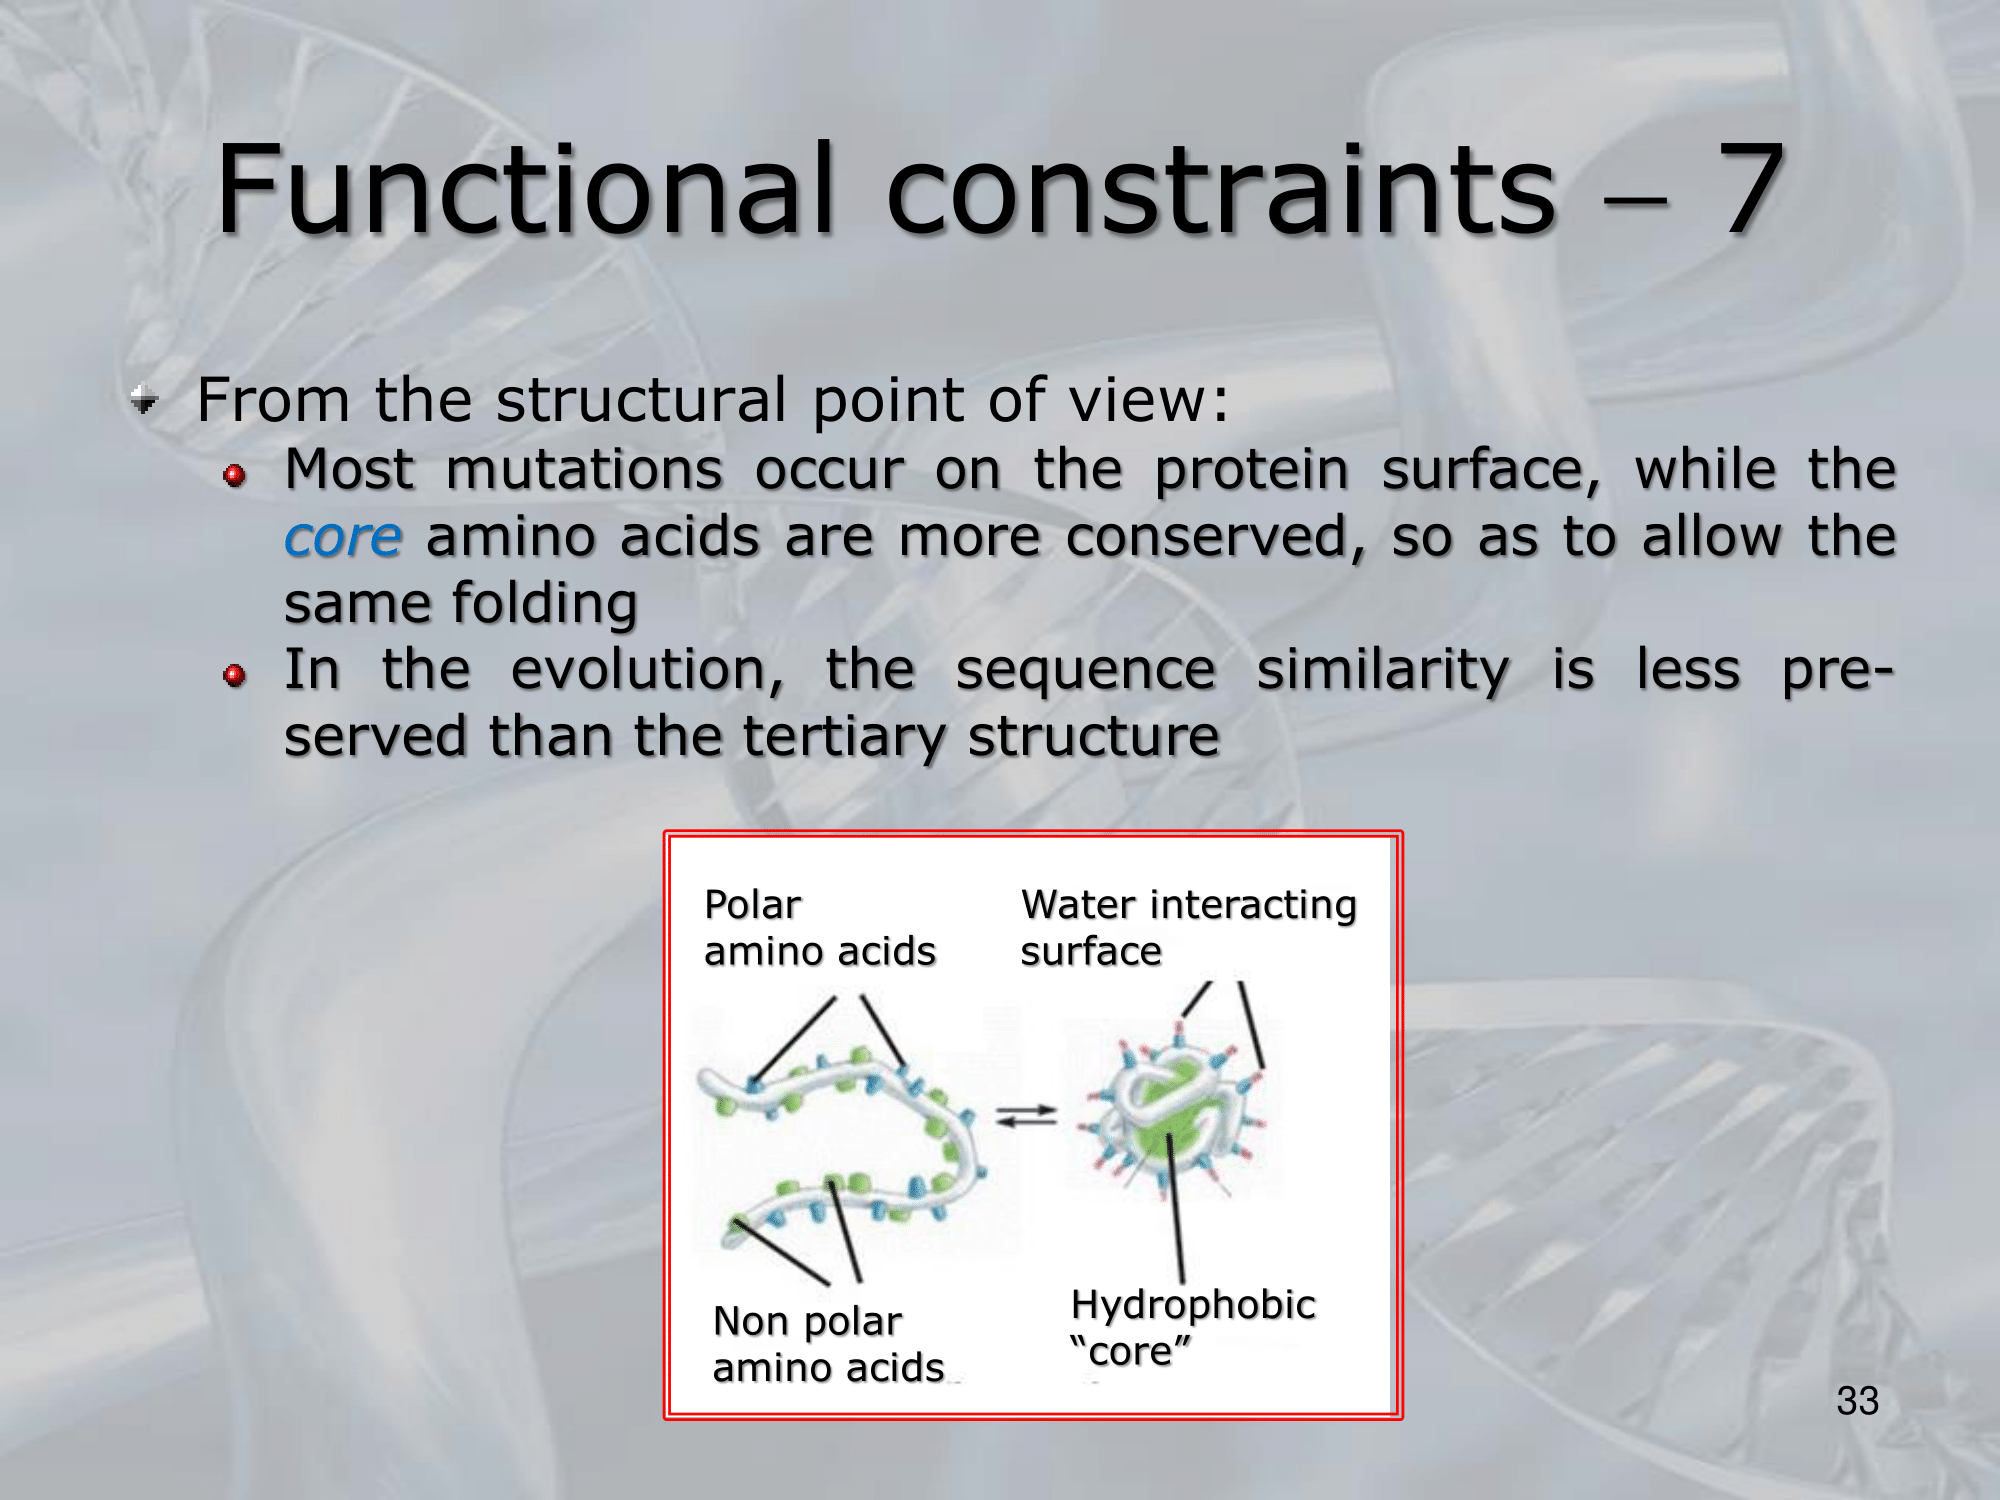 Functional constraints – 7
From the structural point of view:
Most mutations occur on the protein surface, while the
core amino acids are more conserved, so as to allow the
same folding
In the evolution, the sequence similarity is less pre-
served than the tertiary structure
Polar
amino acids
Water interacting
surface
Non polar
amino acids
Hydrophobic
“core”
33